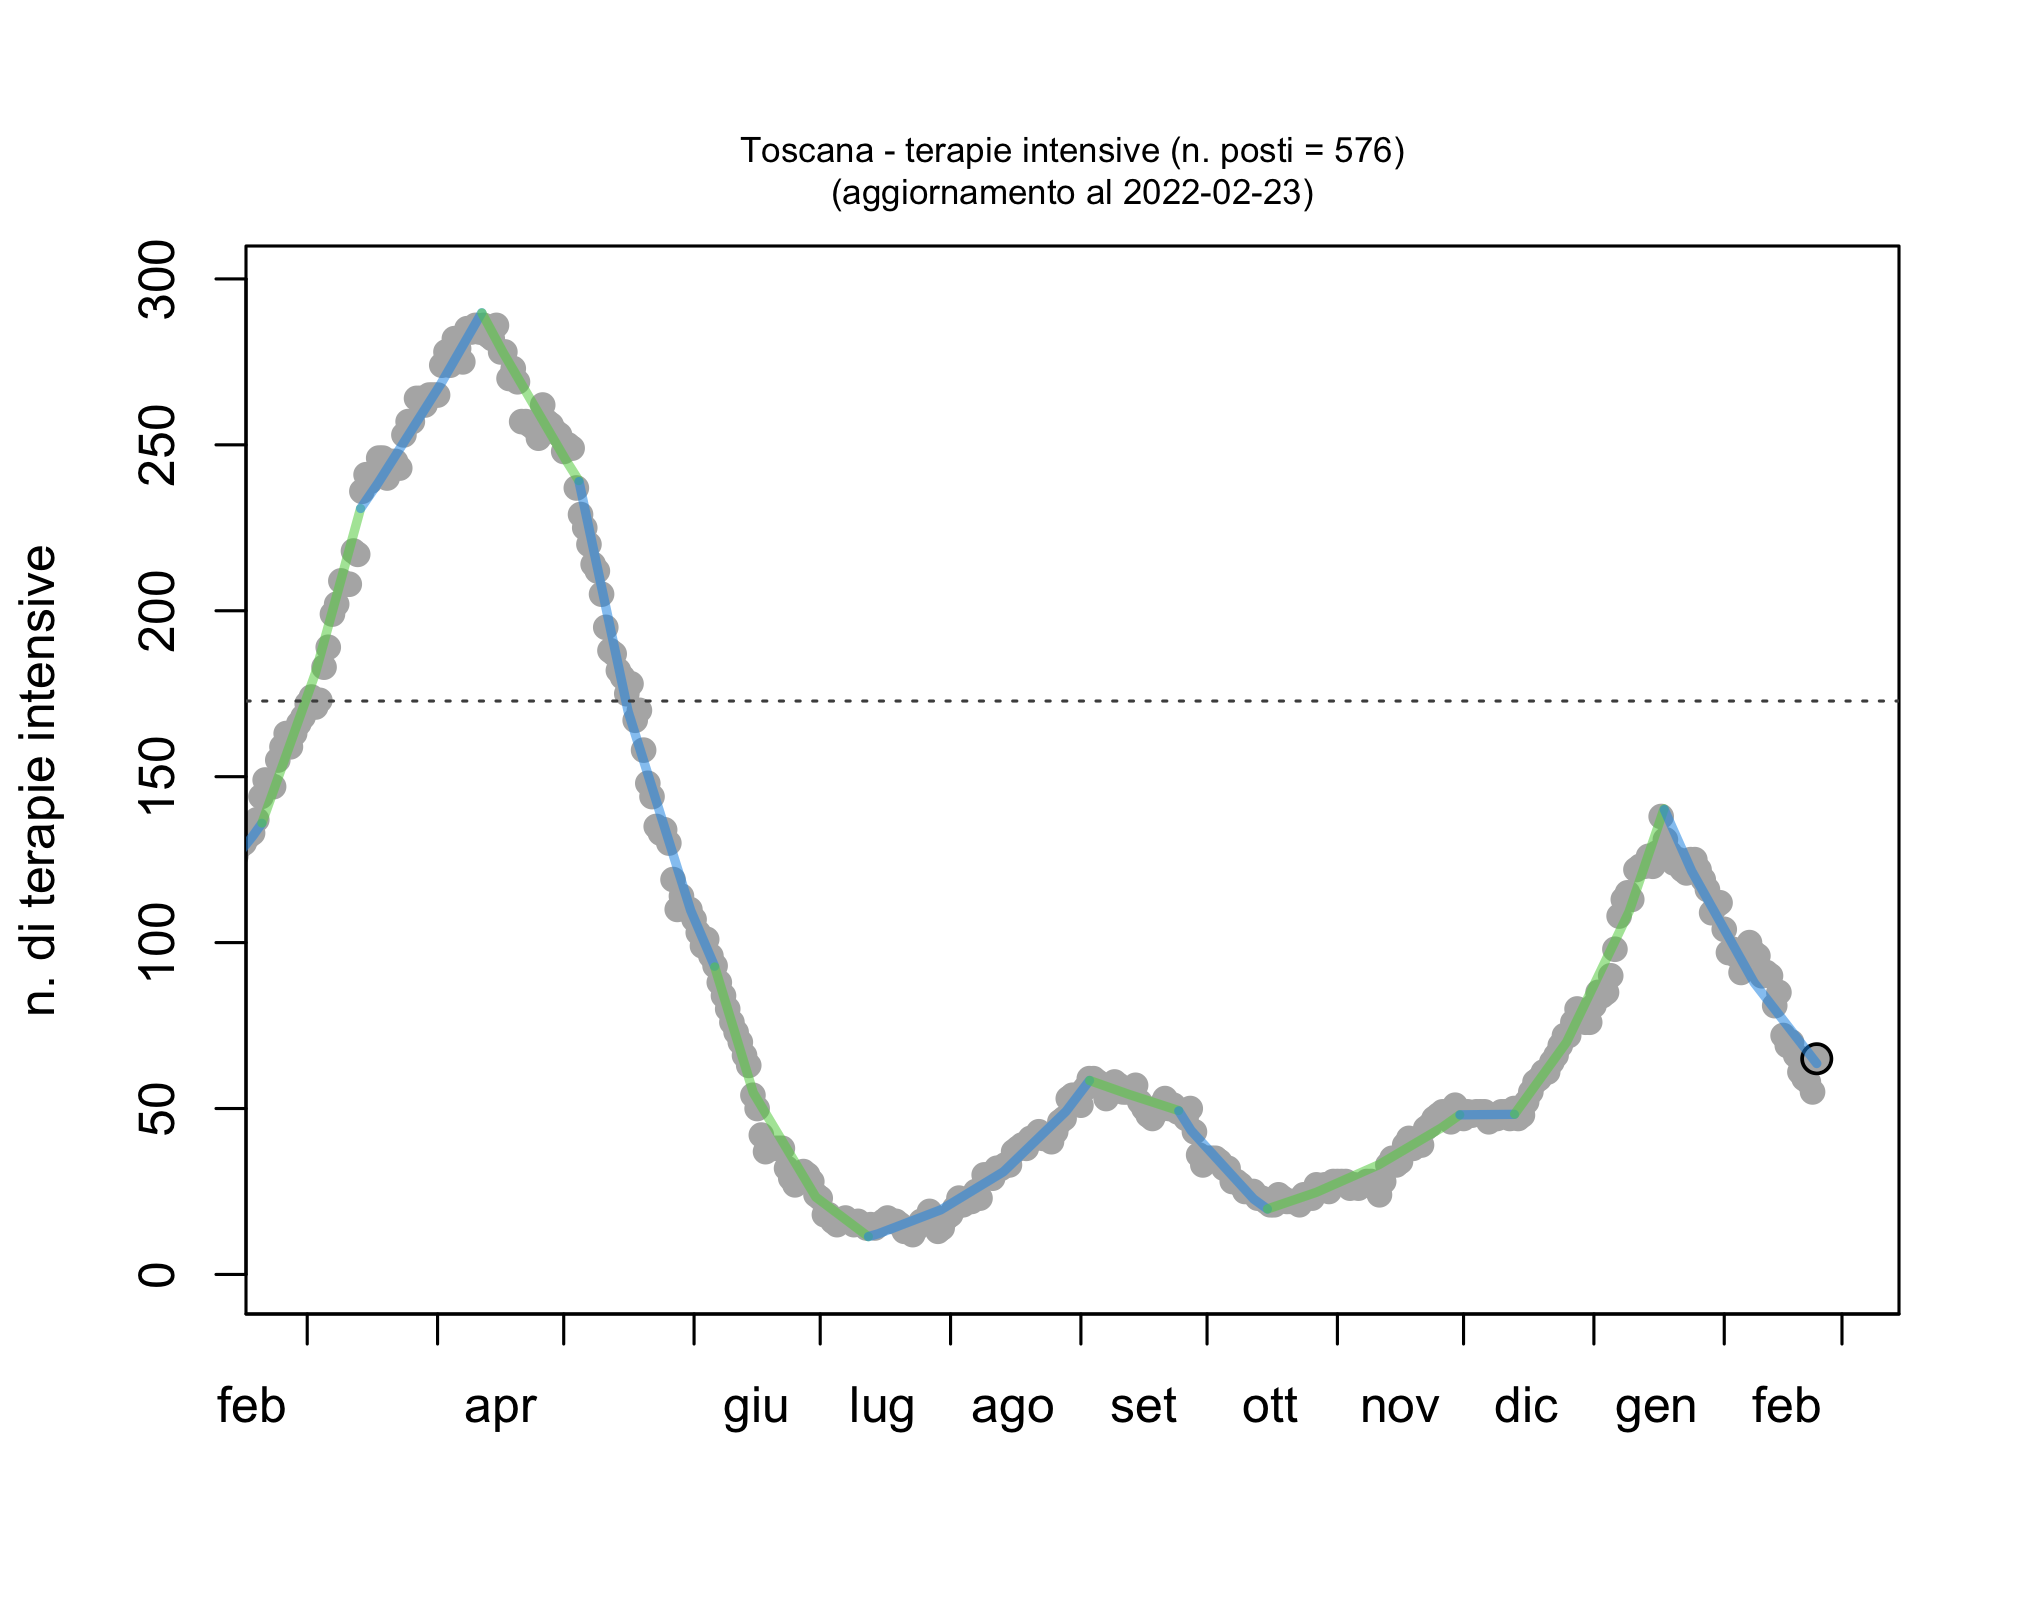 Toscana - terapie intensive (n. posti = 576)
(aggiornamento al 2022-02-23)
n. di terapie intensive
300
250
200
150
100
50
0
feb apr giu lug ago set ott nov dic gen feb